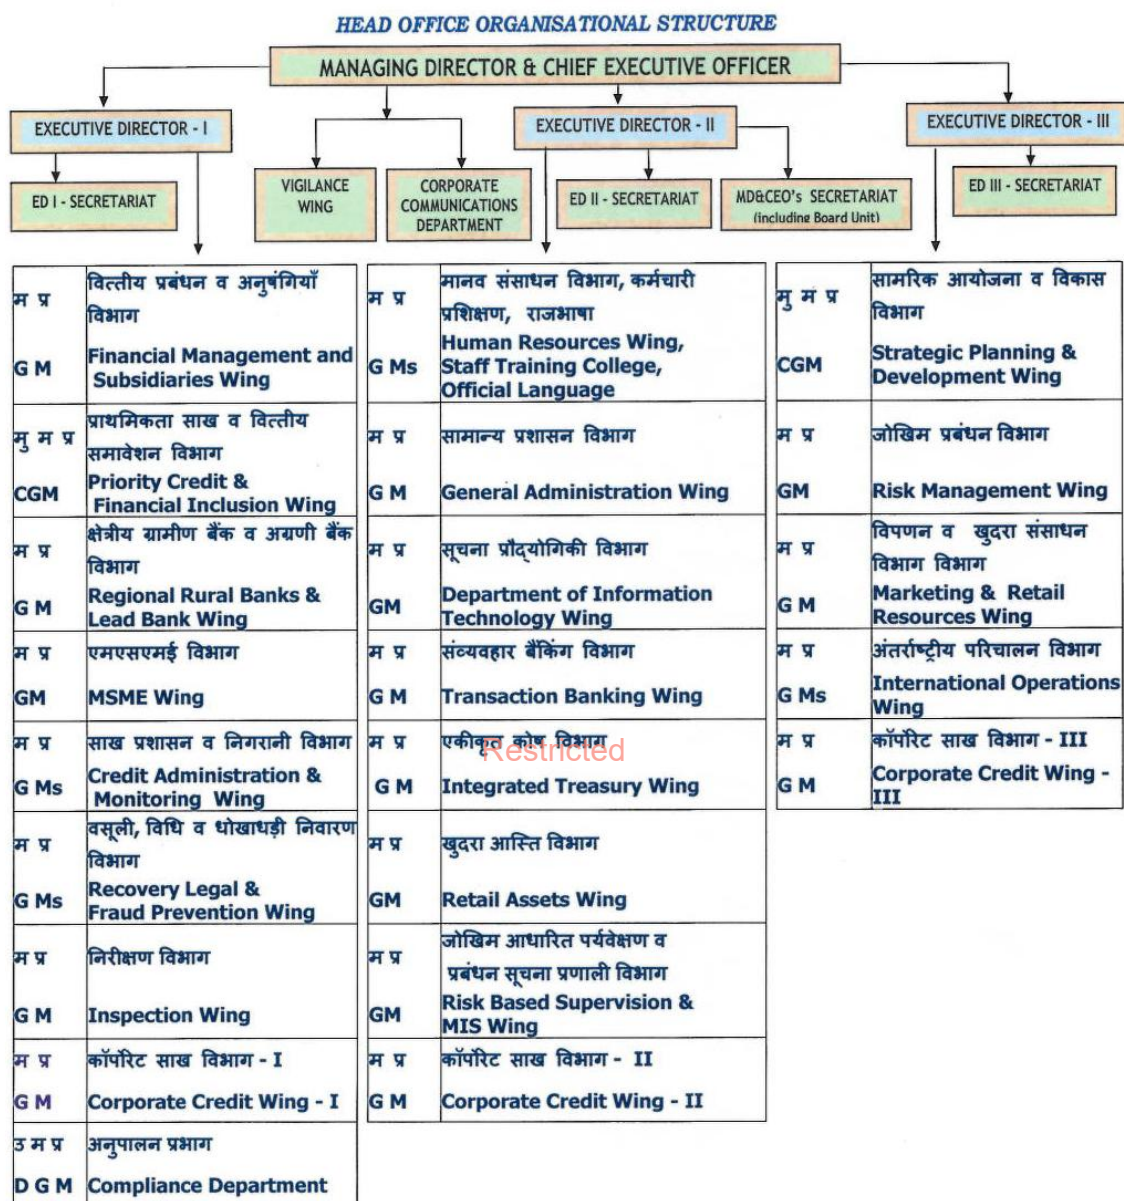 HEAD OFFICE ORGANISATIONAL STRUCTURE
MANAGING DIRECTOR & CHIEF EXECUTIVE OFFICER
EXECUTIVE DIRECTOR - I
EXECUTIVE DIRECTOR - II
EXECUTIVE DIRECTOR - III
ED I - SECRETARIAT
VIGILANCE
WING
CORPORATE
COMMUNICATIONS
DEPARTMENT
ED II - SECRETARIAT
MD&CEO's SECRETARIAT
(including Board Unit)
ED III - SECRETARIAT
म प्र
वित्तीय प्रबंधन व अनुषंगियाँ
विभाग
G M
Financial Management and
Subsidiaries Wing
मु म प्र
प्राथमिकता साख व वित्तीय
समावेशन विभाग
CGM
Priority Credit &
Financial Inclusion Wing
म प्र
क्षेत्रीय ग्रामीण बैंक व अग्रणी बैंक
विभाग
G M
Regional Rural Banks &
Lead Bank Wing
म प्र
एमएसएमई विभाग
GM
MSME Wing
म प्र
साख प्रशासन व निगरानी विभाग
G Ms
Credit Administration &
Monitoring Wing
म प्र
वसूली, विधि व धोखाधड़ी निवारण
विभाग
G Ms
Recovery Legal &
Fraud Prevention Wing
म प्र
निरीक्षण विभाग
G M
Inspection Wing
म प्र
कॉर्पोरेट साख विभाग - I
G M
Corporate Credit Wing - I
उ म प्र
अनुपालन प्रभाग
D G M
Compliance Department
म प्र
मानव संसाधन विभाग, कर्मचारी
प्रशिक्षण, राजभाषा
G Ms
Human Resources Wing,
Staff Training College,
Official Language
म प्र
सामान्य प्रशासन विभाग
G M
General Administration Wing
म प्र
सूचना प्रौद्योगिकी विभाग
GM
Department of Information
Technology Wing
म प्र
संव्यवहार बैंकिंग विभाग
G M
Transaction Banking Wing
म प्र
एकीकृत कोष विभाग
Restricted
G M
Integrated Treasury Wing
म प्र
खुदरा आस्ति विभाग
GM
Retail Assets Wing
म प्र
जोखिम आधारित पर्यवेक्षण व
प्रबंधन सूचना प्रणाली विभाग
GM
Risk Based Supervision &
MIS Wing
म प्र
कॉर्पोरेट साख विभाग - II
G M
Corporate Credit Wing - II
मु मं प्र
सामरिक आयोजना व विकास
विभाग
CGM
Strategic Planning &
Development Wing
म प्र
जोखिम प्रबंधन विभाग
GM
Risk Management Wing
म प्र
विपणन व खुदरा संसाधन
विभाग विभाग
G M
Marketing & Retail
Resources Wing
म प्र
अंतर्राष्ट्रीय परिचालन विभाग
G Ms
International Operations
Wing
म प्र
कॉर्पोरेट साख विभाग - III
G M
Corporate Credit Wing -
III